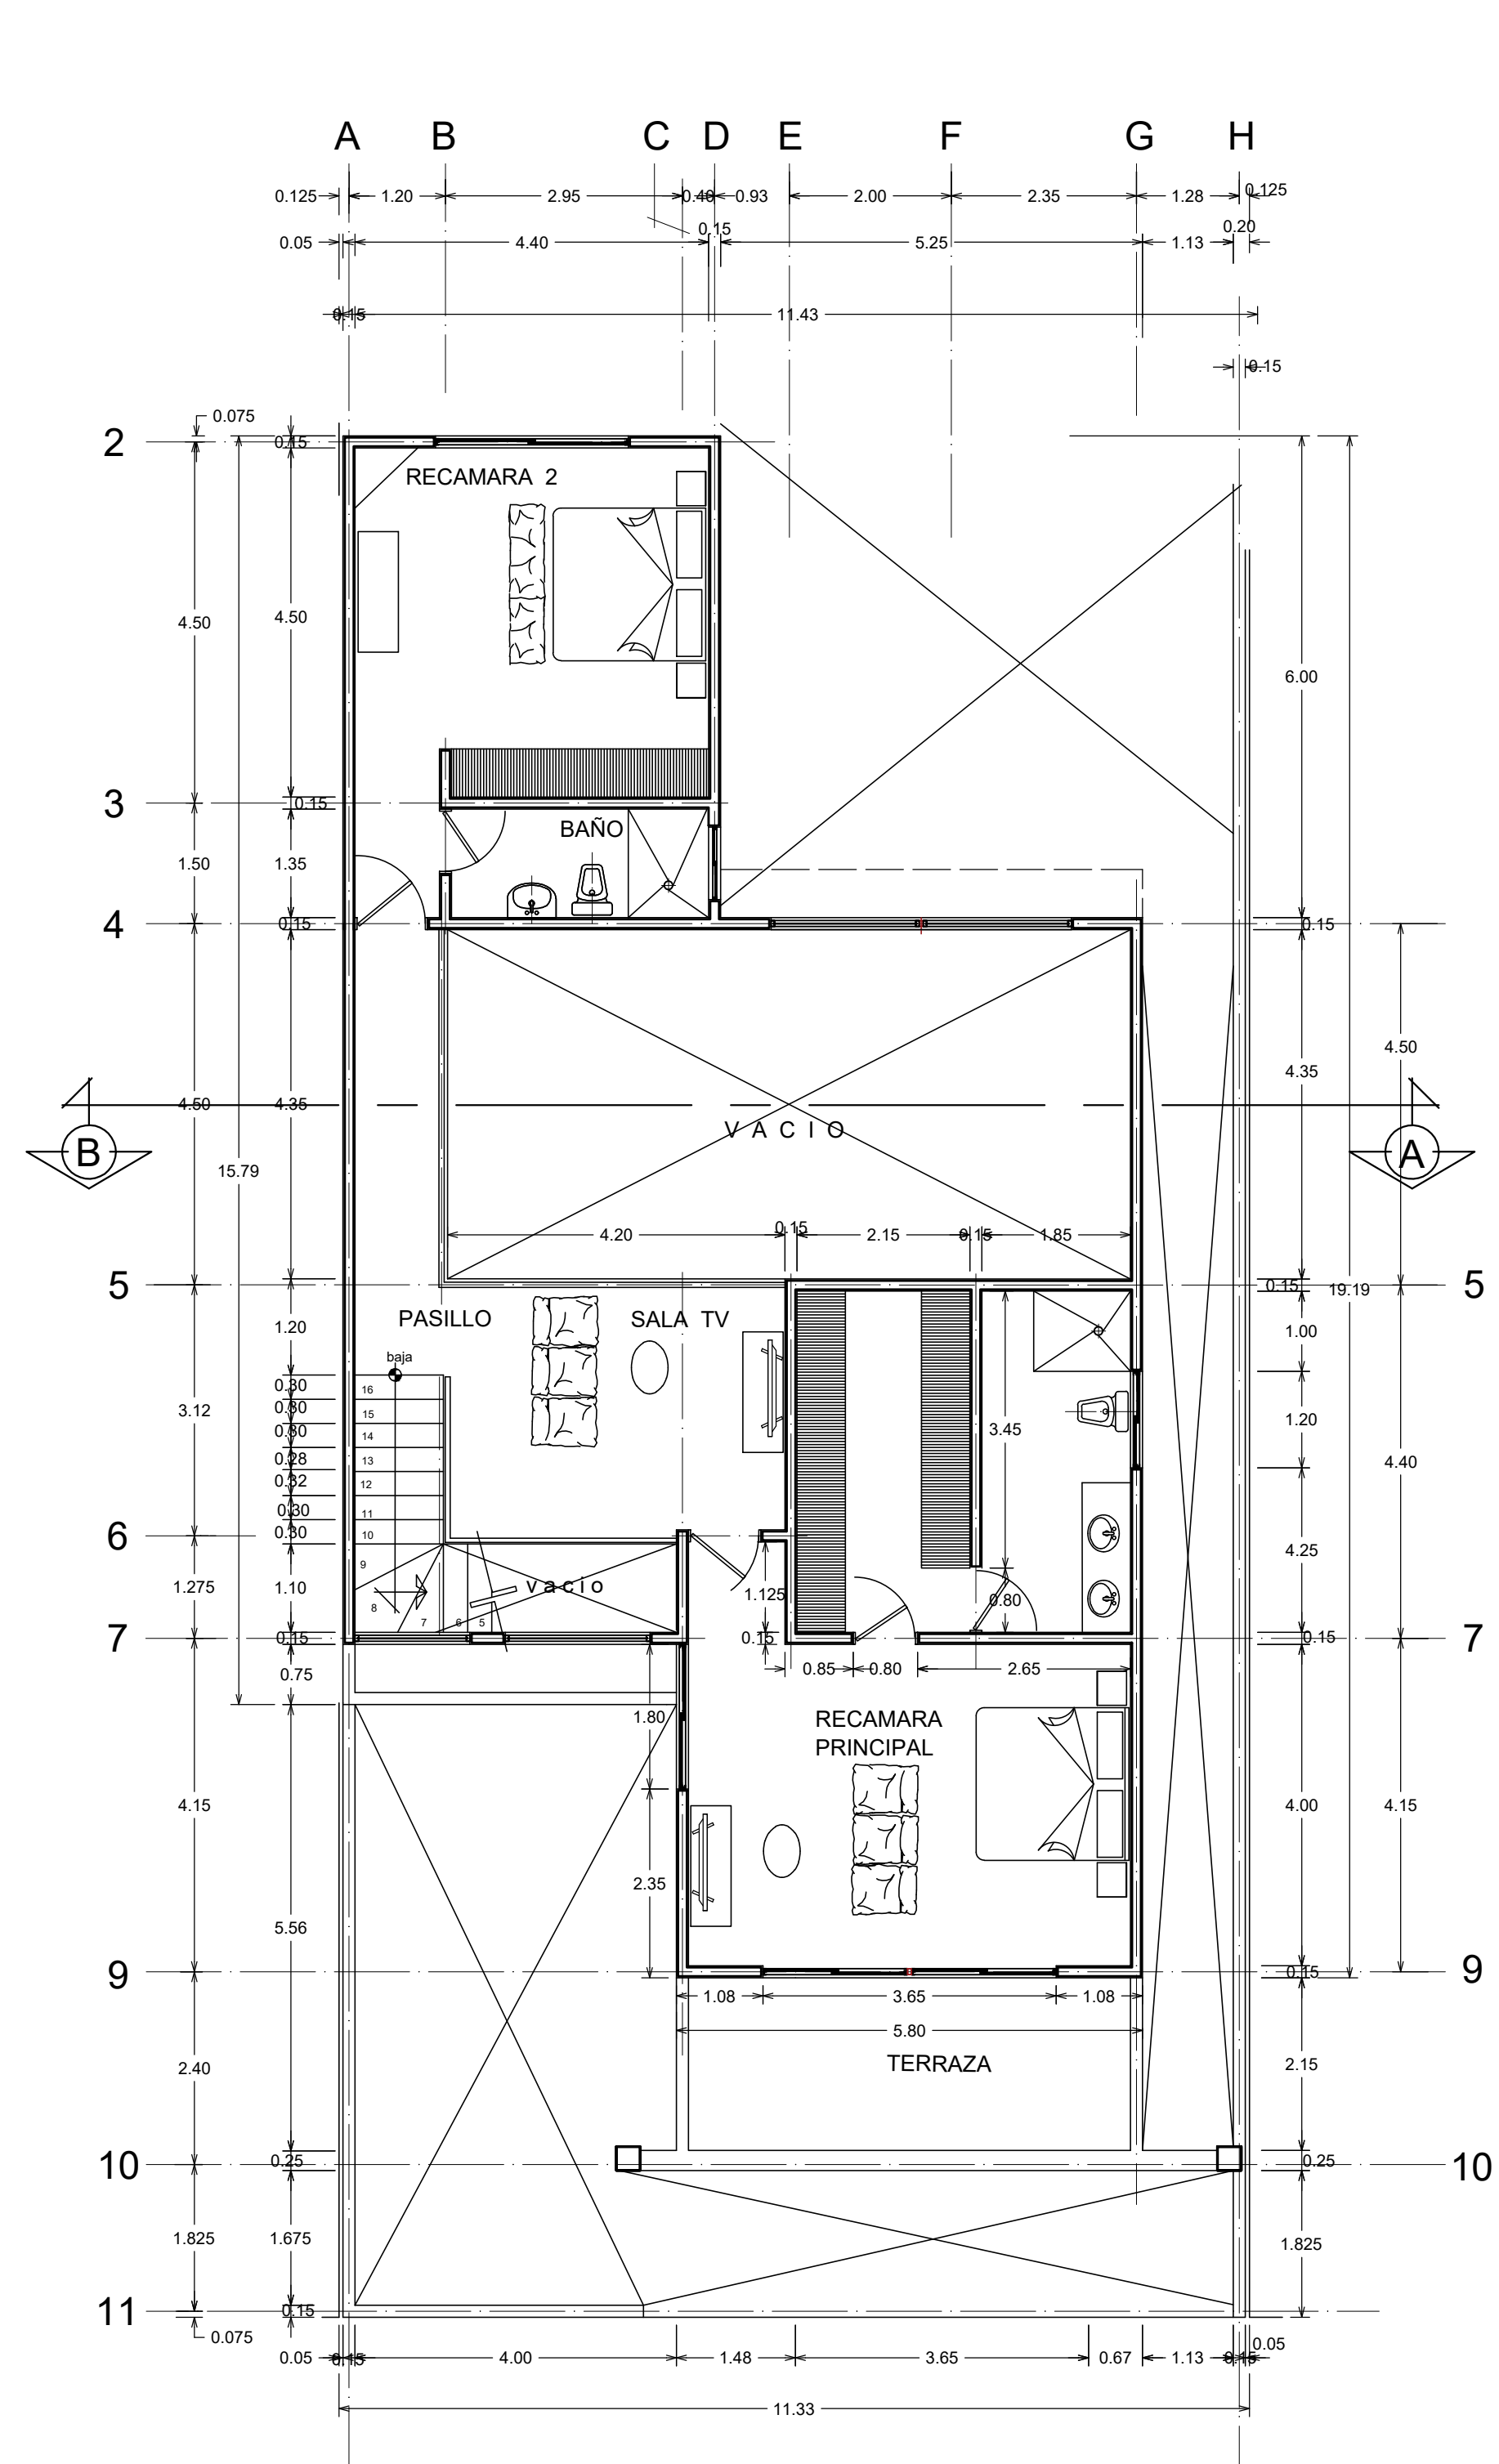 A B C D E F G H
0.125 1.20 2.95 0.40 0.93 2.00 2.35 1.28 0.125
0.05 4.40 0.15 5.25 1.13 0.20
0.15 11.43
0.15
0.075
2 0.15
RECAMARA 2
4.50 4.50 6.00
3 0.15
BAÑO
1.50 1.35
4 0.15 0.15
4.50 4.35 4.35 4.50
V A C I O
B A
15.79
4.20 0.15 2.15 0.15 1.85
5 0.15 19.19 5
PASILLO SALA TV
1.20 1.00
baja
0.30 16
0.30 15
3.12 0.30 14 3.45 1.20
0.28 13 4.40
0.32 12
0.30 11
6 0.30 10
9 4.25
1.275 1.10 vacio 1.125 0.80
8 7 6 5
7 0.15 0.15 0.15 7
0.75 0.85 0.80 2.65
1.80 RECAMARA
PRINCIPAL
4.15 4.00 4.15
2.35
5.56
9 0.15 9
1.08 3.65 1.08
5.80
2.40 TERRAZA 2.15
10 0.25 0.25 10
1.825 1.675 1.825
11 0.15
0.075
0.05 0.15 4.00 1.48 3.65 0.67 1.13 0.15 0.05
11.33